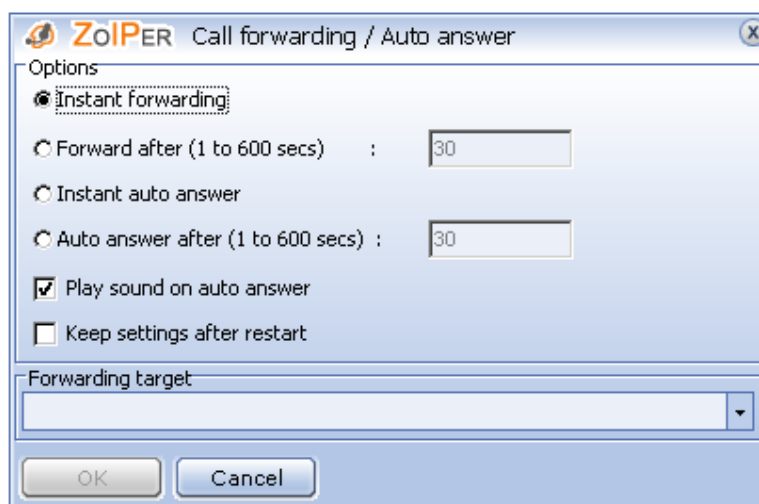 ZoIPER Call forwarding / Auto answer X
Options
Instant forwarding
Forward after (1 to 600 secs) : 30
Instant auto answer
Auto answer after (1 to 600 secs) : 30
Play sound on auto answer
Keep settings after restart
Forwarding target
OK Cancel